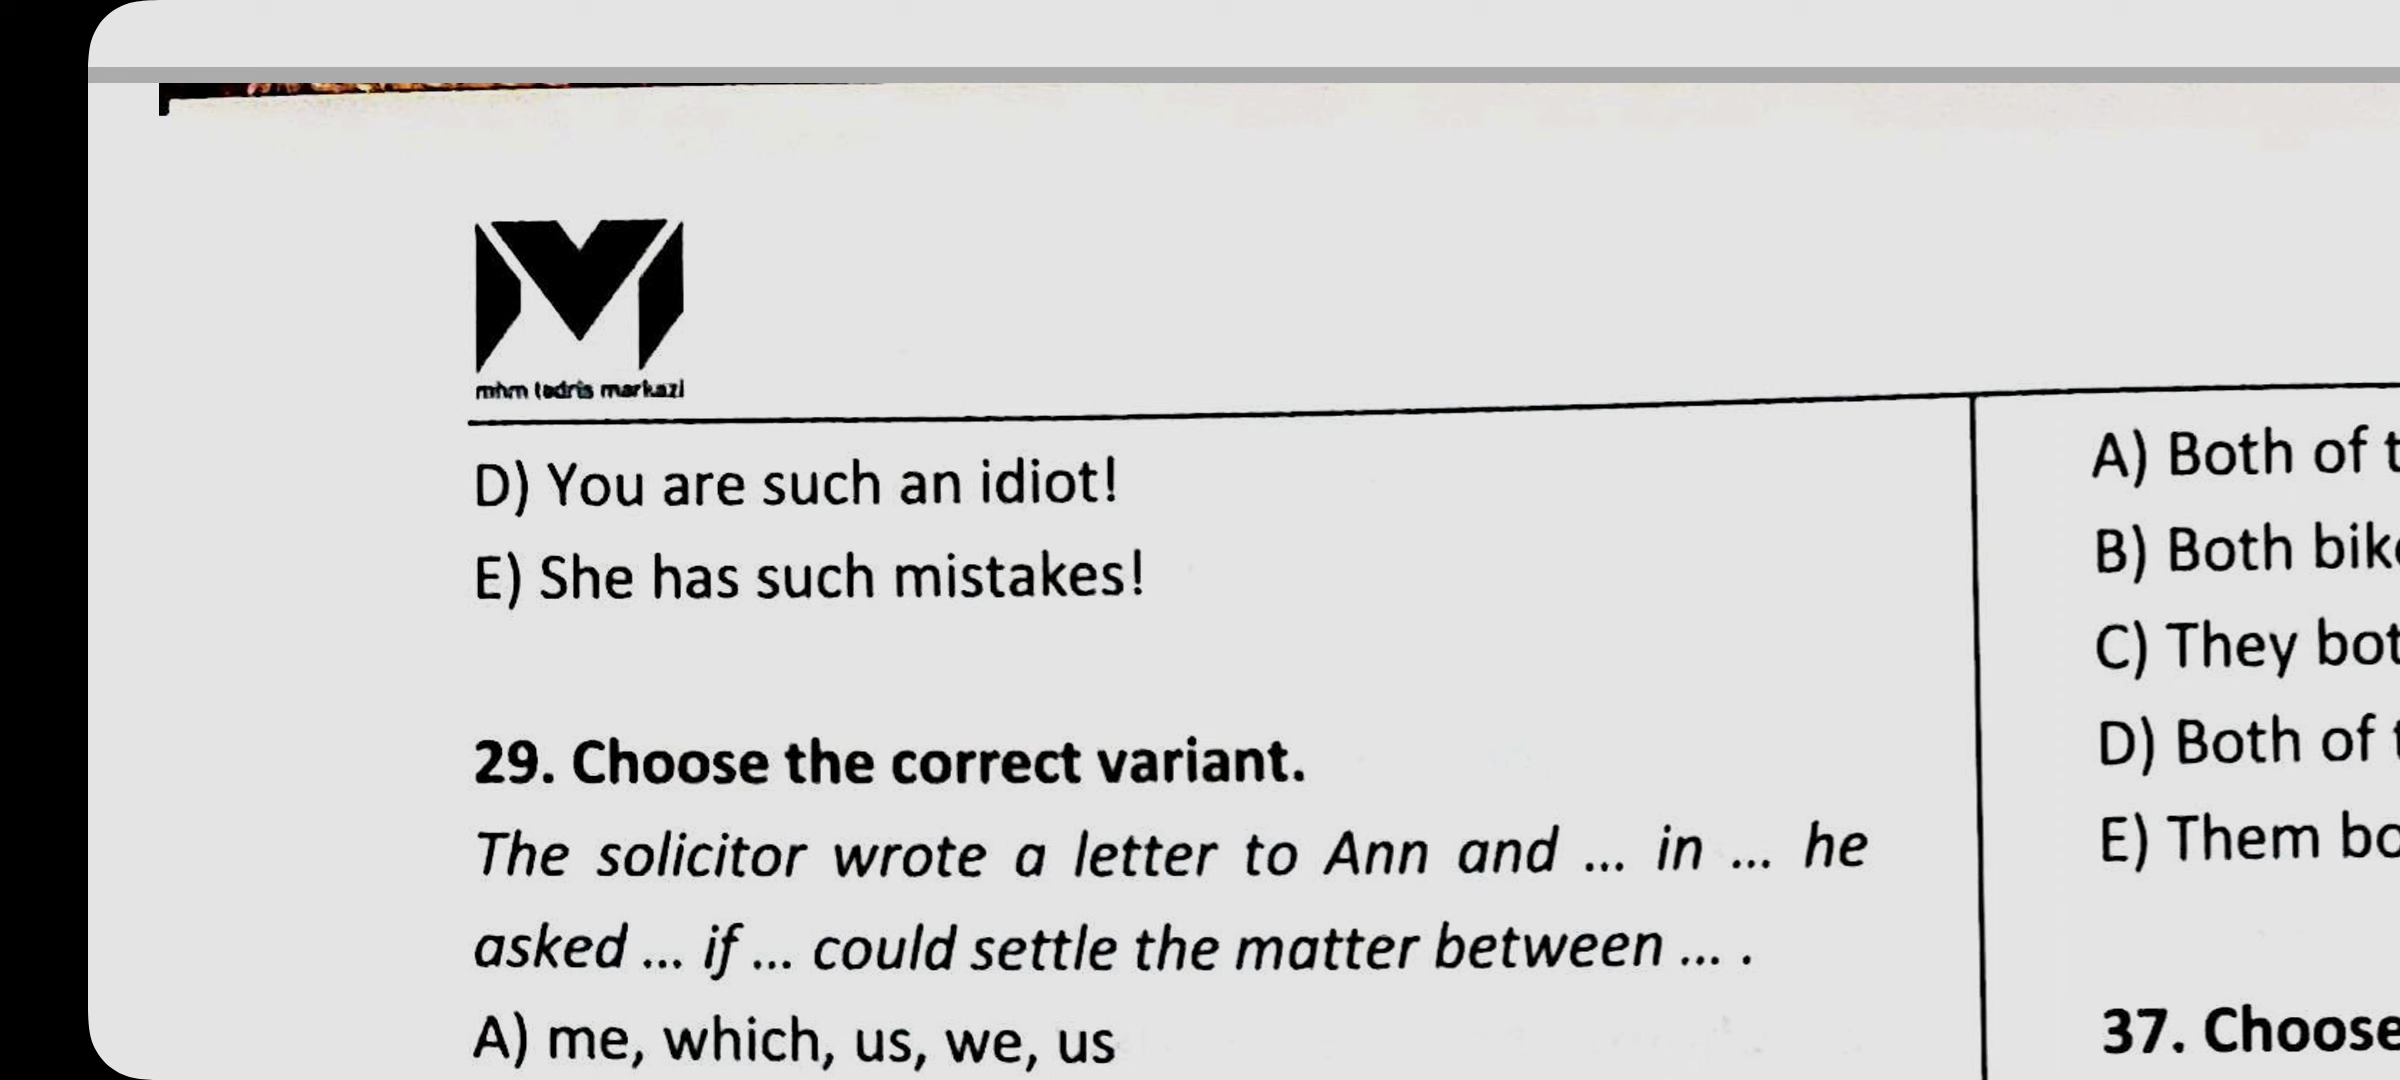 mhm tədris mərkəzi
D) You are such an idiot!
E) She has such mistakes!
29. Choose the correct variant.
The solicitor wrote a letter to Ann and ... in ... he
asked ... if ... could settle the matter between ... .
A) me, which, us, we, us
A) Both of
B) Both
C) They
D) Both of
E) Them
37. Choose